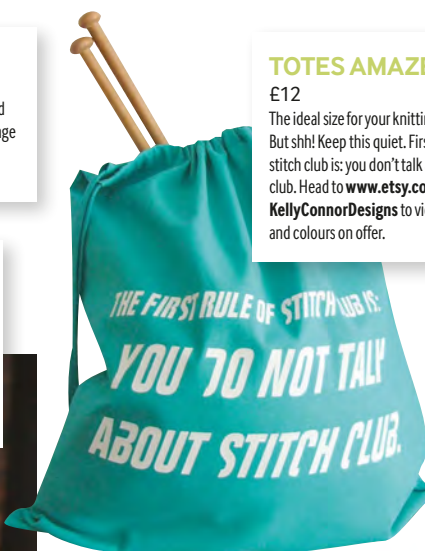 d
ge
TOTES AMAZE
£12
The ideal size for your knittin
But shh! Keep this quiet. Firs
stitch club is: you don't talk
club. Head to www.etsy.co
KellyConnorDesigns to vi
and colours on offer.
THE FIRST RULE OF STITCH CLUB IS:
YOU DO NOT TALK
ABOUT STITCH CLUB.